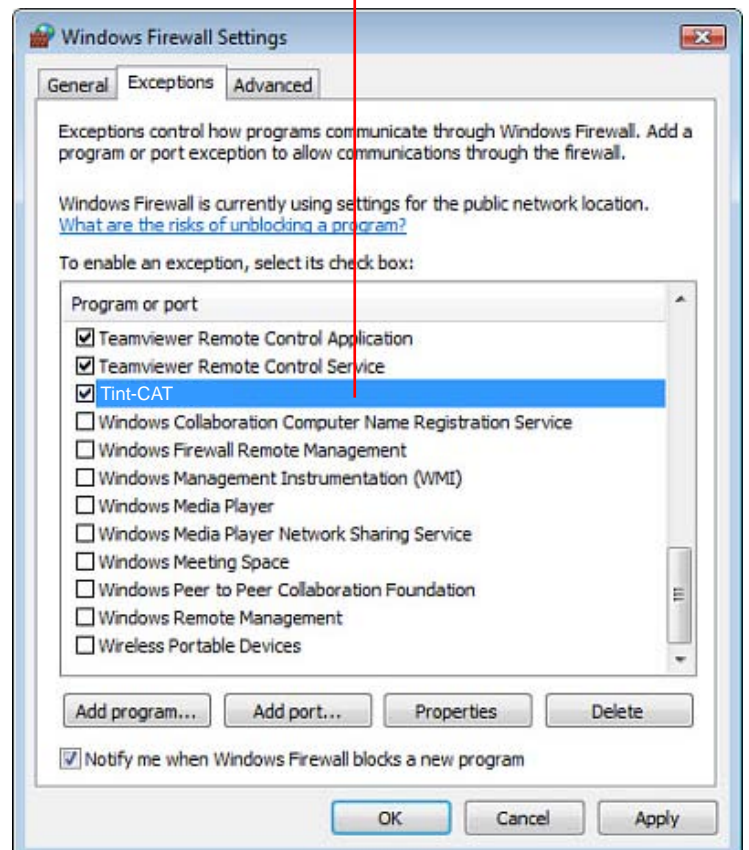 Windows Firewall Settings
General Exceptions Advanced
Exceptions control how programs communicate through Windows Firewall. Add a
program or port exception to allow communications through the firewall.
Windows Firewall is currently using settings for the public network location.
What are the risks of unblocking a program?
To enable an exception, select its check box:
Program or port
Teamviewer Remote Control Application
Teamviewer Remote Control Service
Tint-CAT
Windows Collaboration Computer Name Registration Service
Windows Firewall Remote Management
Windows Management Instrumentation (WMI)
Windows Media Player
Windows Media Player Network Sharing Service
Windows Meeting Space
Windows Peer to Peer Collaboration Foundation
Windows Remote Management
Wireless Portable Devices
Add program... Add port... Properties Delete
Notify me when Windows Firewall blocks a new program
OK Cancel Apply